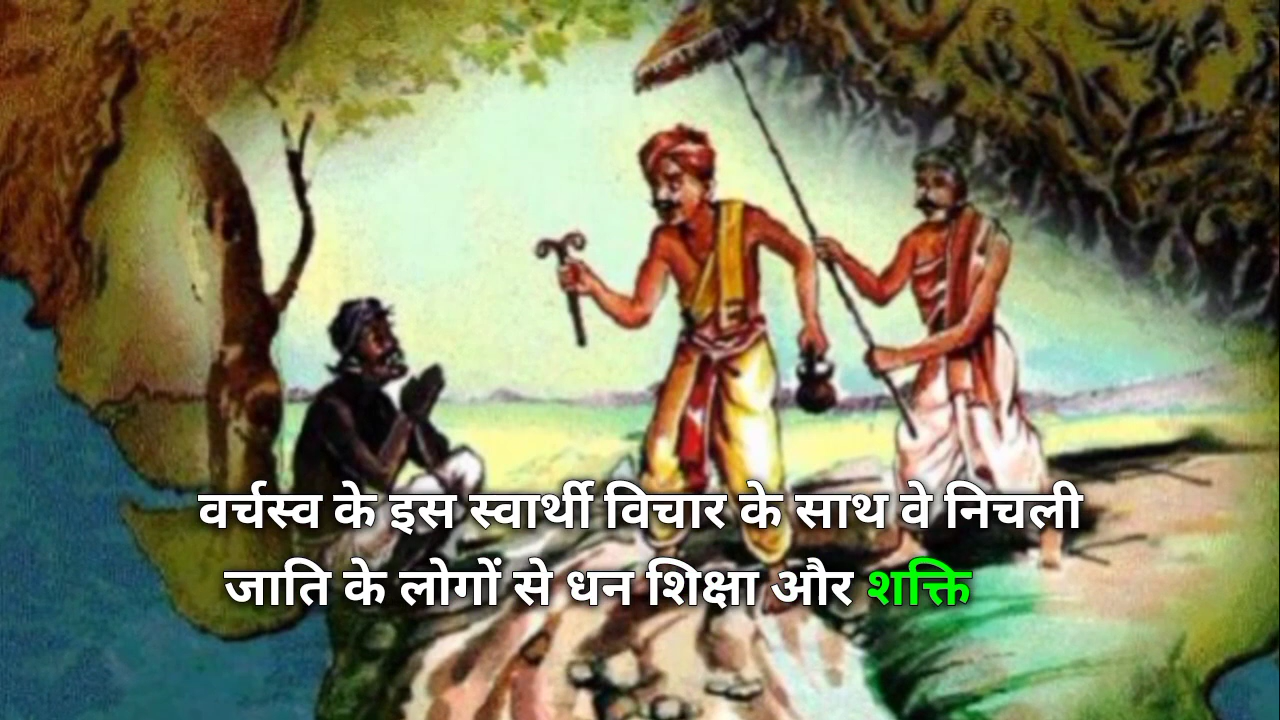 वर्चस्व के इस स्वार्थी विचार के साथ वे निचली
जाति के लोगों से धन शिक्षा और शक्ति